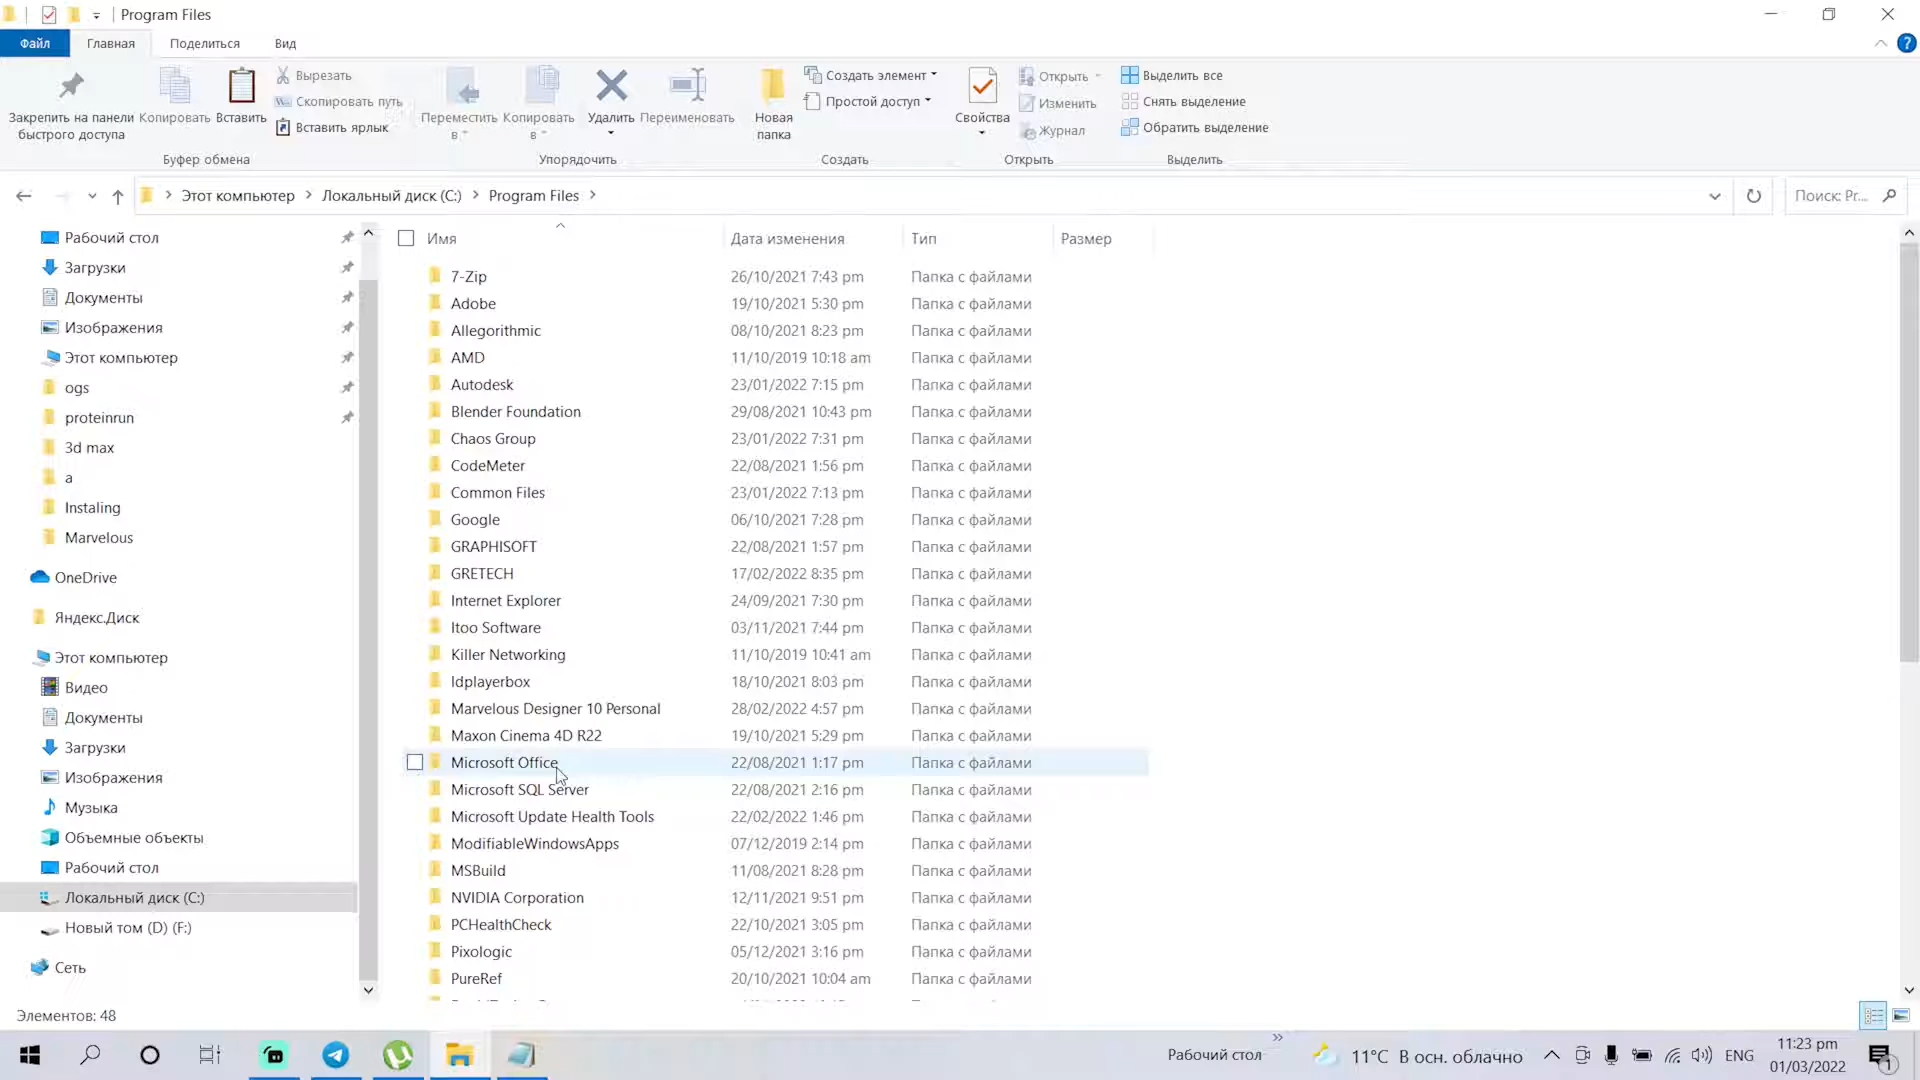 Program Files
Файл Главная Поделиться Вид
Закрепить на панели быстрого доступа
Копировать
Вставить
Вырезать
Скопировать путь
Вставить ярлык
Буфер обмена
Переместить в
Копировать в
Удалить
Переименовать
Упорядочить
Новая папка
Создать элемент
Простой доступ
Создать
Свойства
Открыть
Изменить
Журнал
Открыть
Выделить все
Снять выделение
Обратить выделение
Выделить
Этот компьютер Локальный диск (C:) Program Files
Поиск: Pr...
Рабочий стол
Загрузки
Документы
Изображения
Этот компьютер
ogs
proteinrun
3d max
a
Instaling
Marvelous
OneDrive
Яндекс.Диск
Этот компьютер
Видео
Документы
Загрузки
Изображения
Музыка
Объемные объекты
Рабочий стол
Локальный диск (C:)
Новый том (D) (F:)
Сеть
Имя Дата изменения Тип Размер
7-Zip 26/10/2021 7:43 pm Папка с файлами
Adobe 19/10/2021 5:30 pm Папка с файлами
Allegorithmic 08/10/2021 8:23 pm Папка с файлами
AMD 11/10/2019 10:18 am Папка с файлами
Autodesk 23/01/2022 7:15 pm Папка с файлами
Blender Foundation 29/08/2021 10:43 pm Папка с файлами
Chaos Group 23/01/2022 7:31 pm Папка с файлами
CodeMeter 22/08/2021 1:56 pm Папка с файлами
Common Files 23/01/2022 7:13 pm Папка с файлами
Google 06/10/2021 7:28 pm Папка с файлами
GRAPHISOFT 22/08/2021 1:57 pm Папка с файлами
GRETECH 17/02/2022 8:35 pm Папка с файлами
Internet Explorer 24/09/2021 7:30 pm Папка с файлами
Itoo Software 03/11/2021 7:44 pm Папка с файлами
Killer Networking 11/10/2019 10:41 am Папка с файлами
ldplayerbox 18/10/2021 8:03 pm Папка с файлами
Marvelous Designer 10 Personal 28/02/2022 4:57 pm Папка с файлами
Maxon Cinema 4D R22 19/10/2021 5:29 pm Папка с файлами
Microsoft Office 22/08/2021 1:17 pm Папка с файлами
Microsoft SQL Server 22/08/2021 2:16 pm Папка с файлами
Microsoft Update Health Tools 22/02/2022 1:46 pm Папка с файлами
ModifiableWindowsApps 07/12/2019 2:14 pm Папка с файлами
MSBuild 11/08/2021 8:28 pm Папка с файлами
NVIDIA Corporation 12/11/2021 9:51 pm Папка с файлами
PCHealthCheck 22/10/2021 3:05 pm Папка с файлами
Pixologic 05/12/2021 3:16 pm Папка с файлами
PureRef 20/10/2021 10:04 am Папка с файлами
Элементов: 48
Рабочий стол
11°C В осн. облачно
ENG
11:23 pm
01/03/2022
1